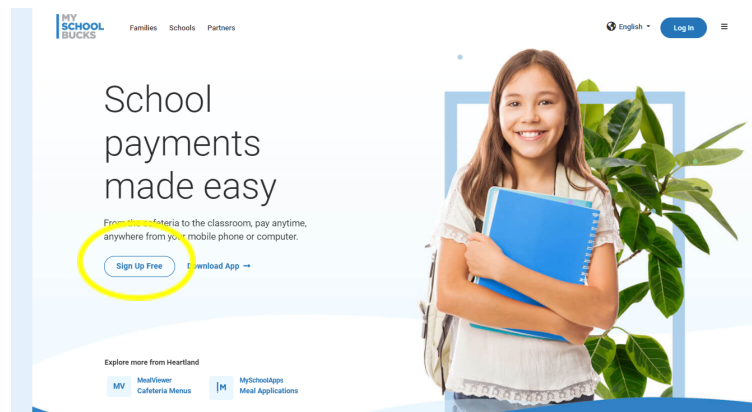 MY
SCHOOL
BUCKS
Families Schools Partners
English
Log In
School
payments
made easy
From the cafeteria to the classroom, pay anytime,
anywhere from your mobile phone or computer.
Sign Up Free
Download App →
Explore more from Heartland
MV
MealViewer
Cafeteria Menus
|M
MySchoolApps
Meal Applications